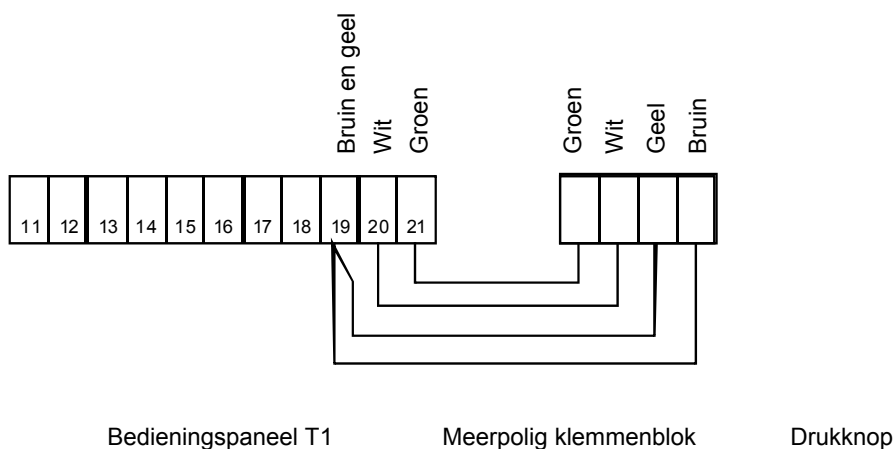 Bruin en geel Wit Groen Groen Wit Geel Bruin
11 12 13 14 15 16 17 18 19 20 21
Bedieningspaneel T1 Meerpolig klemmenblok Drukknop